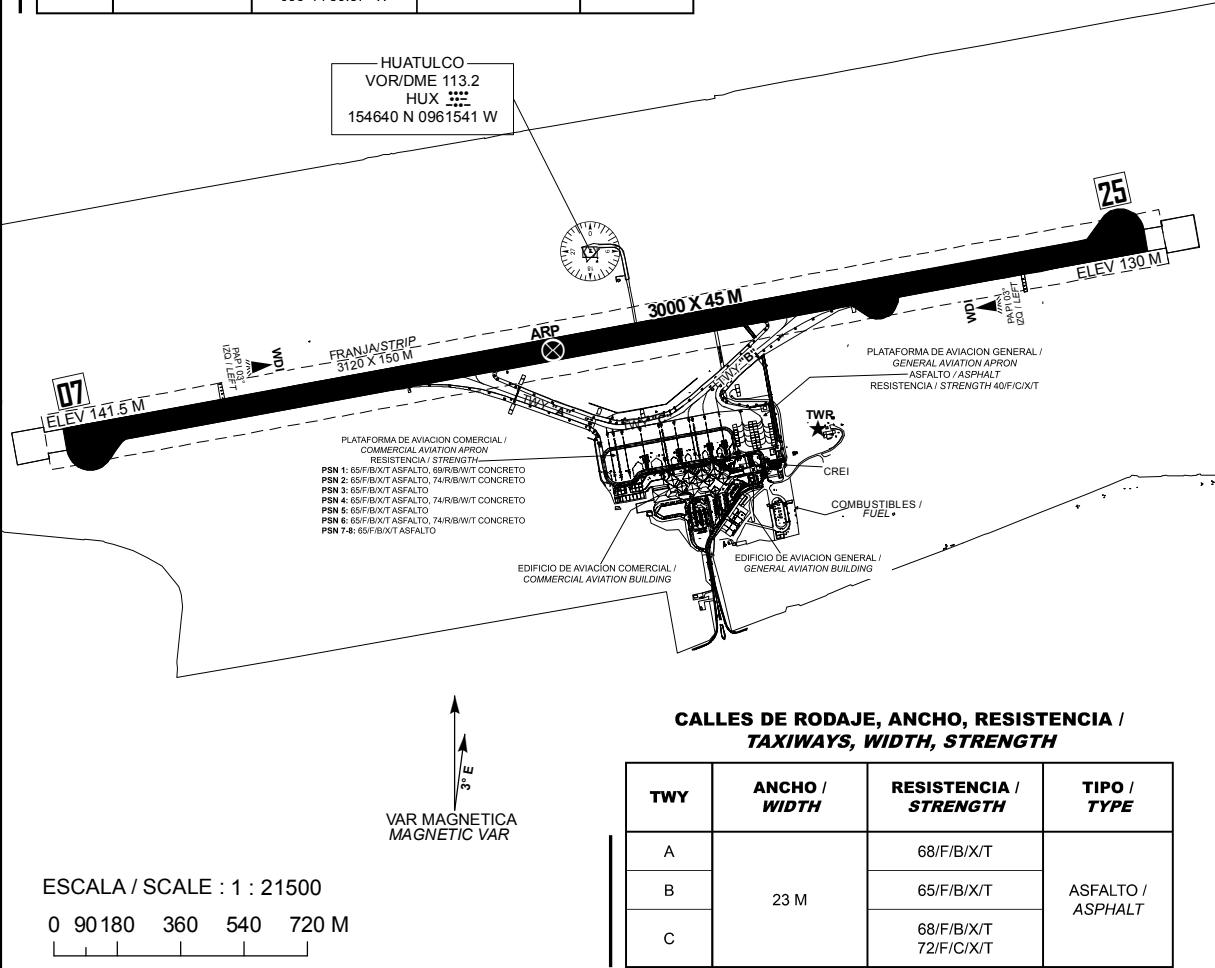 HUATULCO
VOR/DME 113.2
HUX
154640 N 0961541 W
25
ELEV 130 M
3000 X 45 M
WDI
PAPI 03°
IZQ / LEFT
ARP
FRANJA/STRIP
3120 X 150 M
WDI
PAPI 03°
IZQ / LEFT
07
ELEV 141.5 M
TWY "B"
PLATAFORMA DE AVIACION GENERAL /
GENERAL AVIATION APRON
ASFALTO / ASPHALT
RESISTENCIA / STRENGTH 40/F/C/X/T
TWR
CREI
PLATAFORMA DE AVIACION COMERCIAL /
COMMERCIAL AVIATION APRON
RESISTENCIA / STRENGTH
PSN 1: 65/F/B/X/T ASFALTO, 69/R/B/W/T CONCRETO
PSN 2: 65/F/B/X/T ASFALTO, 74/R/B/W/T CONCRETO
PSN 3: 65/F/B/X/T ASFALTO
PSN 4: 65/F/B/X/T ASFALTO, 74/R/B/W/T CONCRETO
PSN 5: 65/F/B/X/T ASFALTO
PSN 6: 65/F/B/X/T ASFALTO, 74/R/B/W/T CONCRETO
PSN 7-8: 65/F/B/X/T ASFALTO
COMBUSTIBLES /
FUEL
EDIFICIO DE AVIACION GENERAL /
GENERAL AVIATION BUILDING
EDIFICIO DE AVIACION COMERCIAL /
COMMERCIAL AVIATION BUILDING
3° E
VAR MAGNETICA
MAGNETIC VAR
ESCALA / SCALE : 1 : 21500
0 90 180 360 540 720 M
CALLES DE RODAJE, ANCHO, RESISTENCIA /
TAXIWAYS, WIDTH, STRENGTH
TWY
ANCHO /
WIDTH
RESISTENCIA /
STRENGTH
TIPO /
TYPE
A
68/F/B/X/T
B
23 M
65/F/B/X/T
ASFALTO /
ASPHALT
C
68/F/B/X/T
72/F/C/X/T